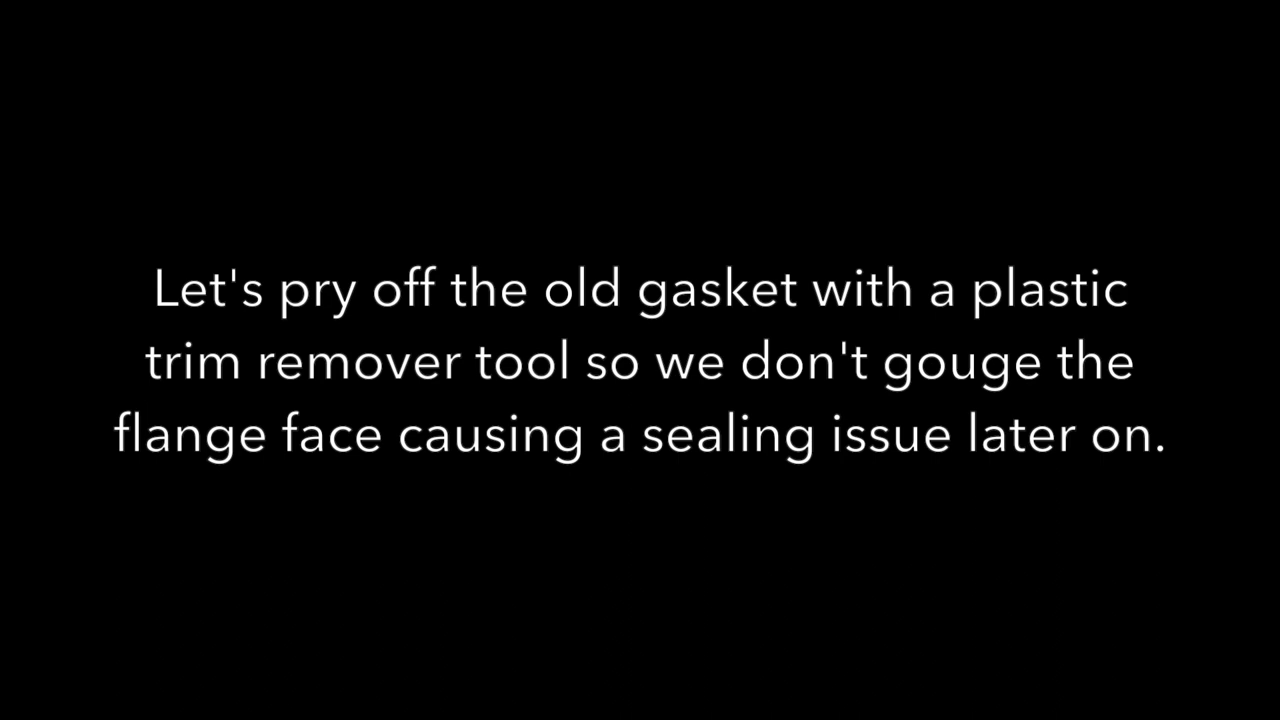 Let's pry off the old gasket with a plastic
trim remover tool so we don't gouge the
flange face causing a sealing issue later on.